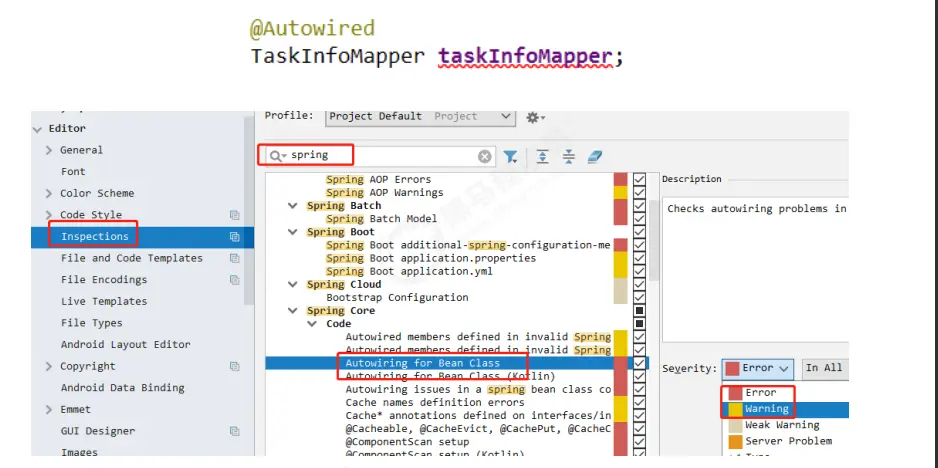 @Autowired
TaskInfoMapper taskInfoMapper;
Profile: Project Default Project
Editor
General
Font
Color Scheme
Code Style
Inspections
File and Code Templates
File Encodings
Live Templates
File Types
Android Layout Editor
Copyright
Android Data Binding
Emmet
GUI Designer
Images
spring
Spring AOP Errors
Spring AOP Warnings
Spring Batch
Spring Batch Model
Spring Boot
Spring Boot additional-spring-configuration-me
Spring Boot application.properties
Spring Boot application.yml
Spring Cloud
Bootstrap Configuration
Spring Core
Code
Autowired members defined in invalid Spring
Autowired members defined in invalid Spring
Autowiring for Bean Class
Autowiring for Bean Class (Kotlin)
Autowiring issues in a spring bean class co
Cache names definition errors
Cache* annotations defined on interfaces/in
@Cacheable, @CacheEvict, @CachePut, @CacheC
@ComponentScan setup
@ComponentScan setup (Kotlin)
Description
Checks autowiring problems in
Severity: Error In All
Error
Warning
Weak Warning
Server Problem